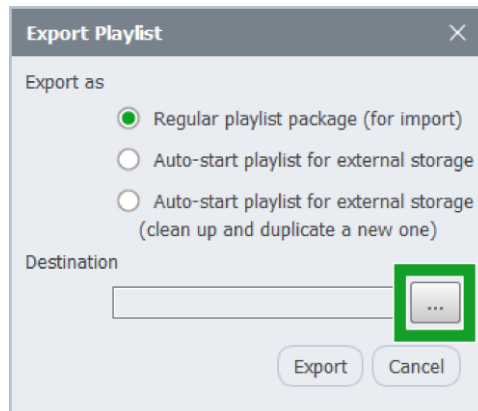 Export Playlist
Export as
Regular playlist package (for import)
Auto-start playlist for external storage
Auto-start playlist for external storage
(clean up and duplicate a new one)
Destination
...
Export Cancel